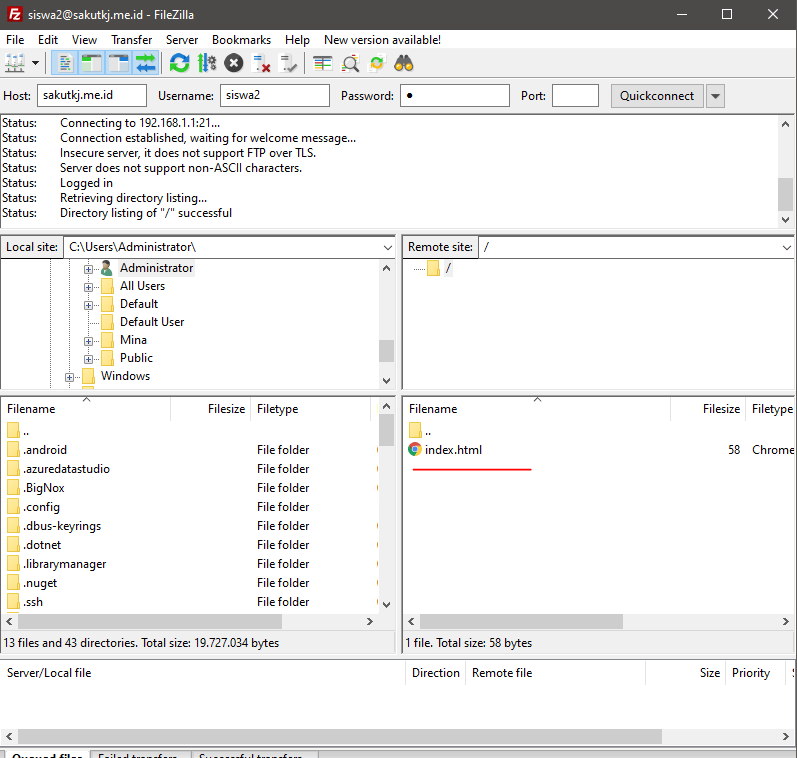 siswa2@sakutkj.me.id - FileZilla
File Edit View Transfer Server Bookmarks Help New version available!
Host: sakutkj.me.id Username: siswa2 Password: ● Port: Quickconnect
Status: Connecting to 192.168.1.1:21...
Status: Connection established, waiting for welcome message...
Status: Insecure server, it does not support FTP over TLS.
Status: Server does not support non-ASCII characters.
Status: Logged in
Status: Retrieving directory listing...
Status: Directory listing of "/" successful
Local site: C:\Users\Administrator\
Administrator
All Users
Default
Default User
Mina
Public
Windows
Remote site: /
/
Filename Filesize Filetype
..
.android File folder
.azuredatastudio File folder
.BigNox File folder
.config File folder
.dbus-keyrings File folder
.dotnet File folder
.librarymanager File folder
.nuget File folder
.ssh File folder
13 files and 43 directories. Total size: 19.727.034 bytes
Filename Filesize Filetype
..
index.html 58 Chrome
1 file. Total size: 58 bytes
Server/Local file Direction Remote file Size Priority
Queued files Failed transfers Successful transfers